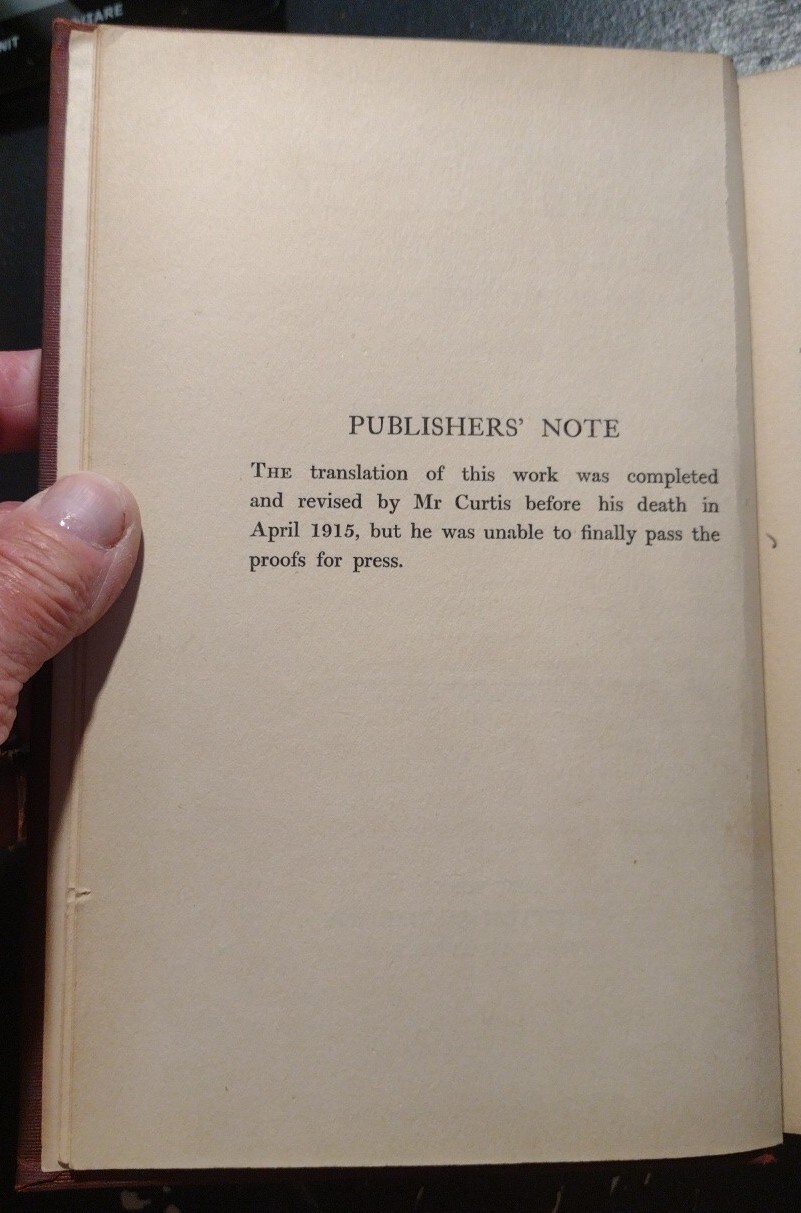 PUBLISHERS’ NOTE
THE translation of this work was completed
and revised by Mr Curtis before his death in
April 1915, but he was unable to finally pass the
proofs for press.